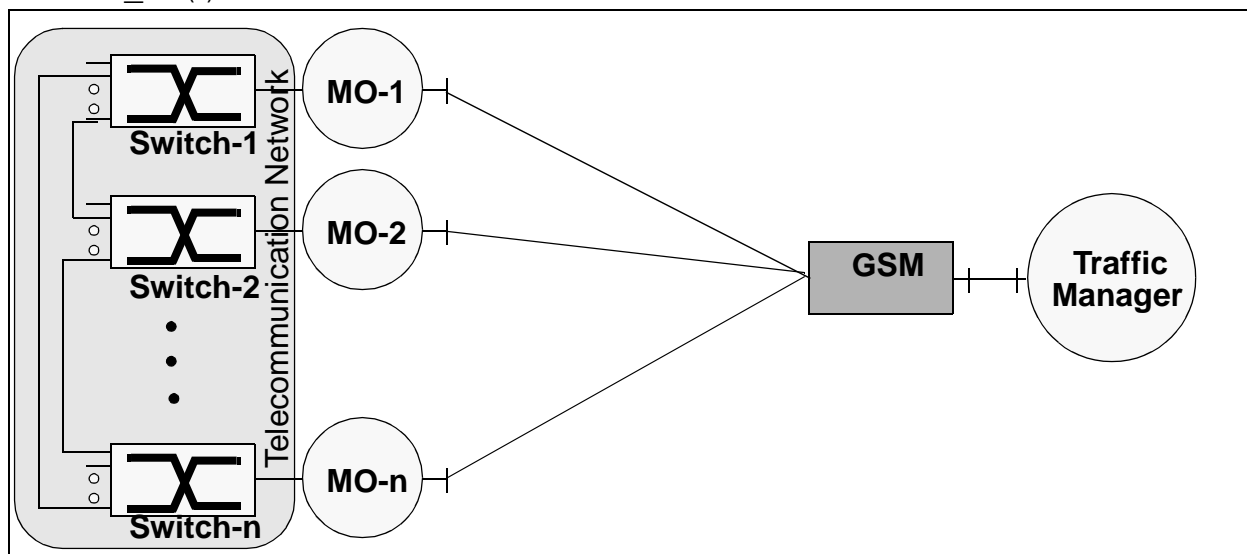 Switch-1
MO-1
Switch-2
MO-2
Switch-n
MO-n
Telecommunication Network
GSM
Traffic
Manager